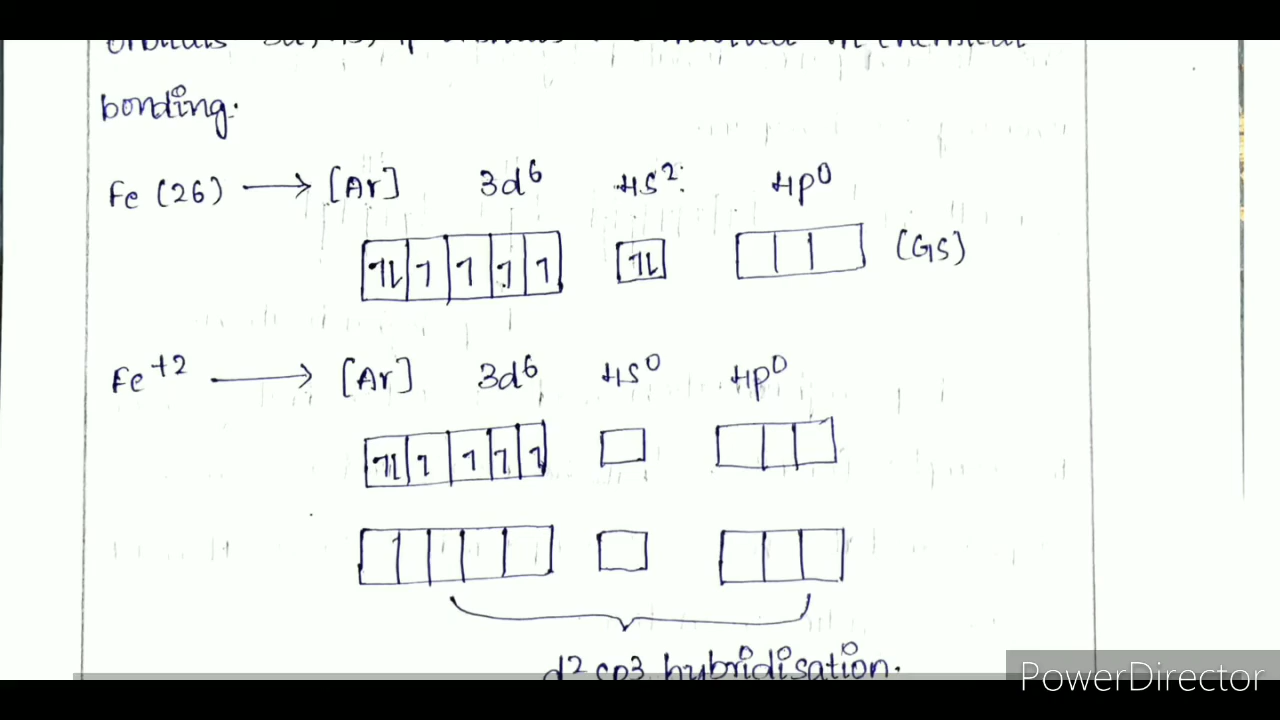 bonding.
Fe (26) ⟶ [Ar] 3d⁶ 4s² 4p⁰
(GS)
Fe⁺² ⟶ [Ar] 3d⁶ 4s⁰ 4p⁰
d²sp3 hybridisation.
PowerDirector